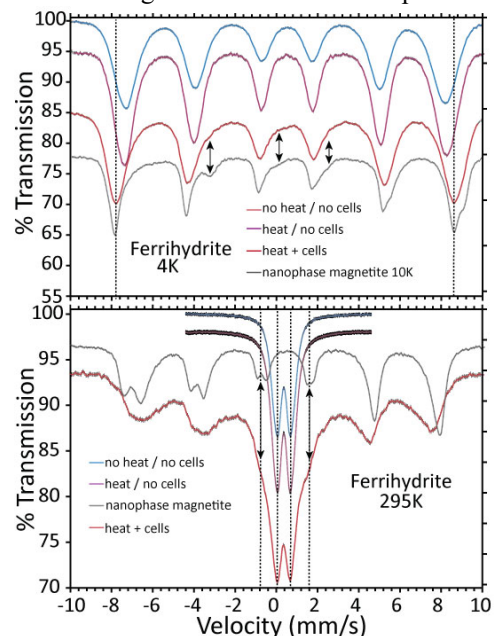 100
95
90
85
80
75
70
65
60
55
% Transmission
Ferrihydrite
4K
no heat / no cells
heat / no cells
heat + cells
nanophase magnetite 10K
100
95
90
85
80
75
70
% Transmission
no heat / no cells
heat / no cells
nanophase magnetite
heat + cells
Ferrihydrite
295K
-10 -8 -6 -4 -2 0 2 4 6 8 10
Velocity (mm/s)